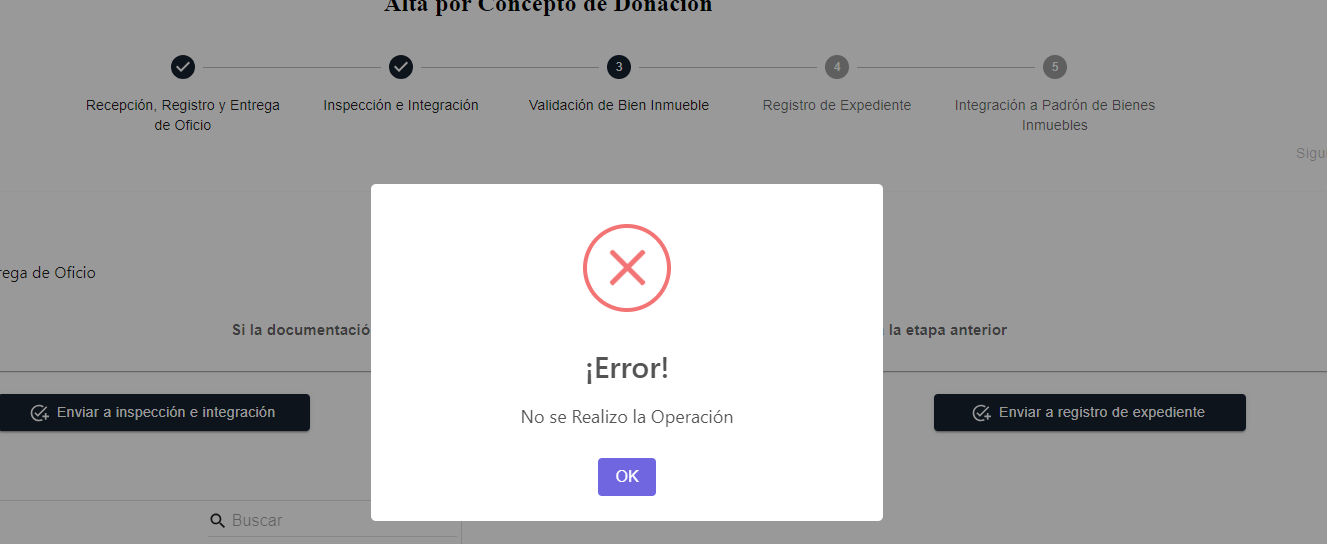 Alta por Concepto de Donación
3
4
5
Recepción, Registro y Entrega
de Oficio
Inspección e Integración
Validación de Bien Inmueble
Registro de Expediente
Integración a Padrón de Bienes
Inmuebles
Sigu
rega de Oficio
Si la documentació
la etapa anterior
¡Error!
No se Realizo la Operación
OK
Enviar a inspección e integración
Enviar a registro de expediente
Buscar